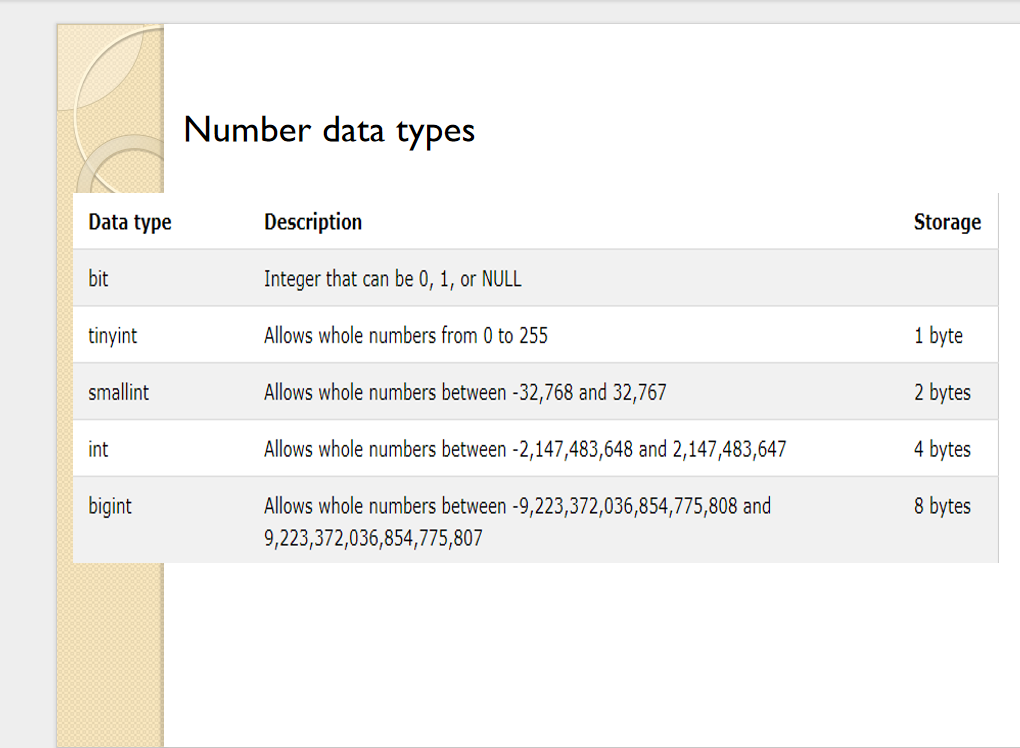 Number data types
Data type Description Storage
bit Integer that can be 0, 1, or NULL
tinyint Allows whole numbers from 0 to 255 1 byte
smallint Allows whole numbers between -32,768 and 32,767 2 bytes
int Allows whole numbers between -2,147,483,648 and 2,147,483,647 4 bytes
bigint Allows whole numbers between -9,223,372,036,854,775,808 and 8 bytes
9,223,372,036,854,775,807